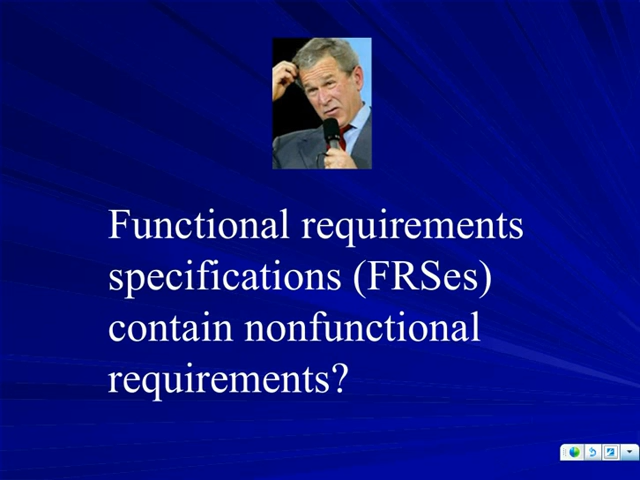 Functional requirements
specifications (FRSes)
contain nonfunctional
requirements?